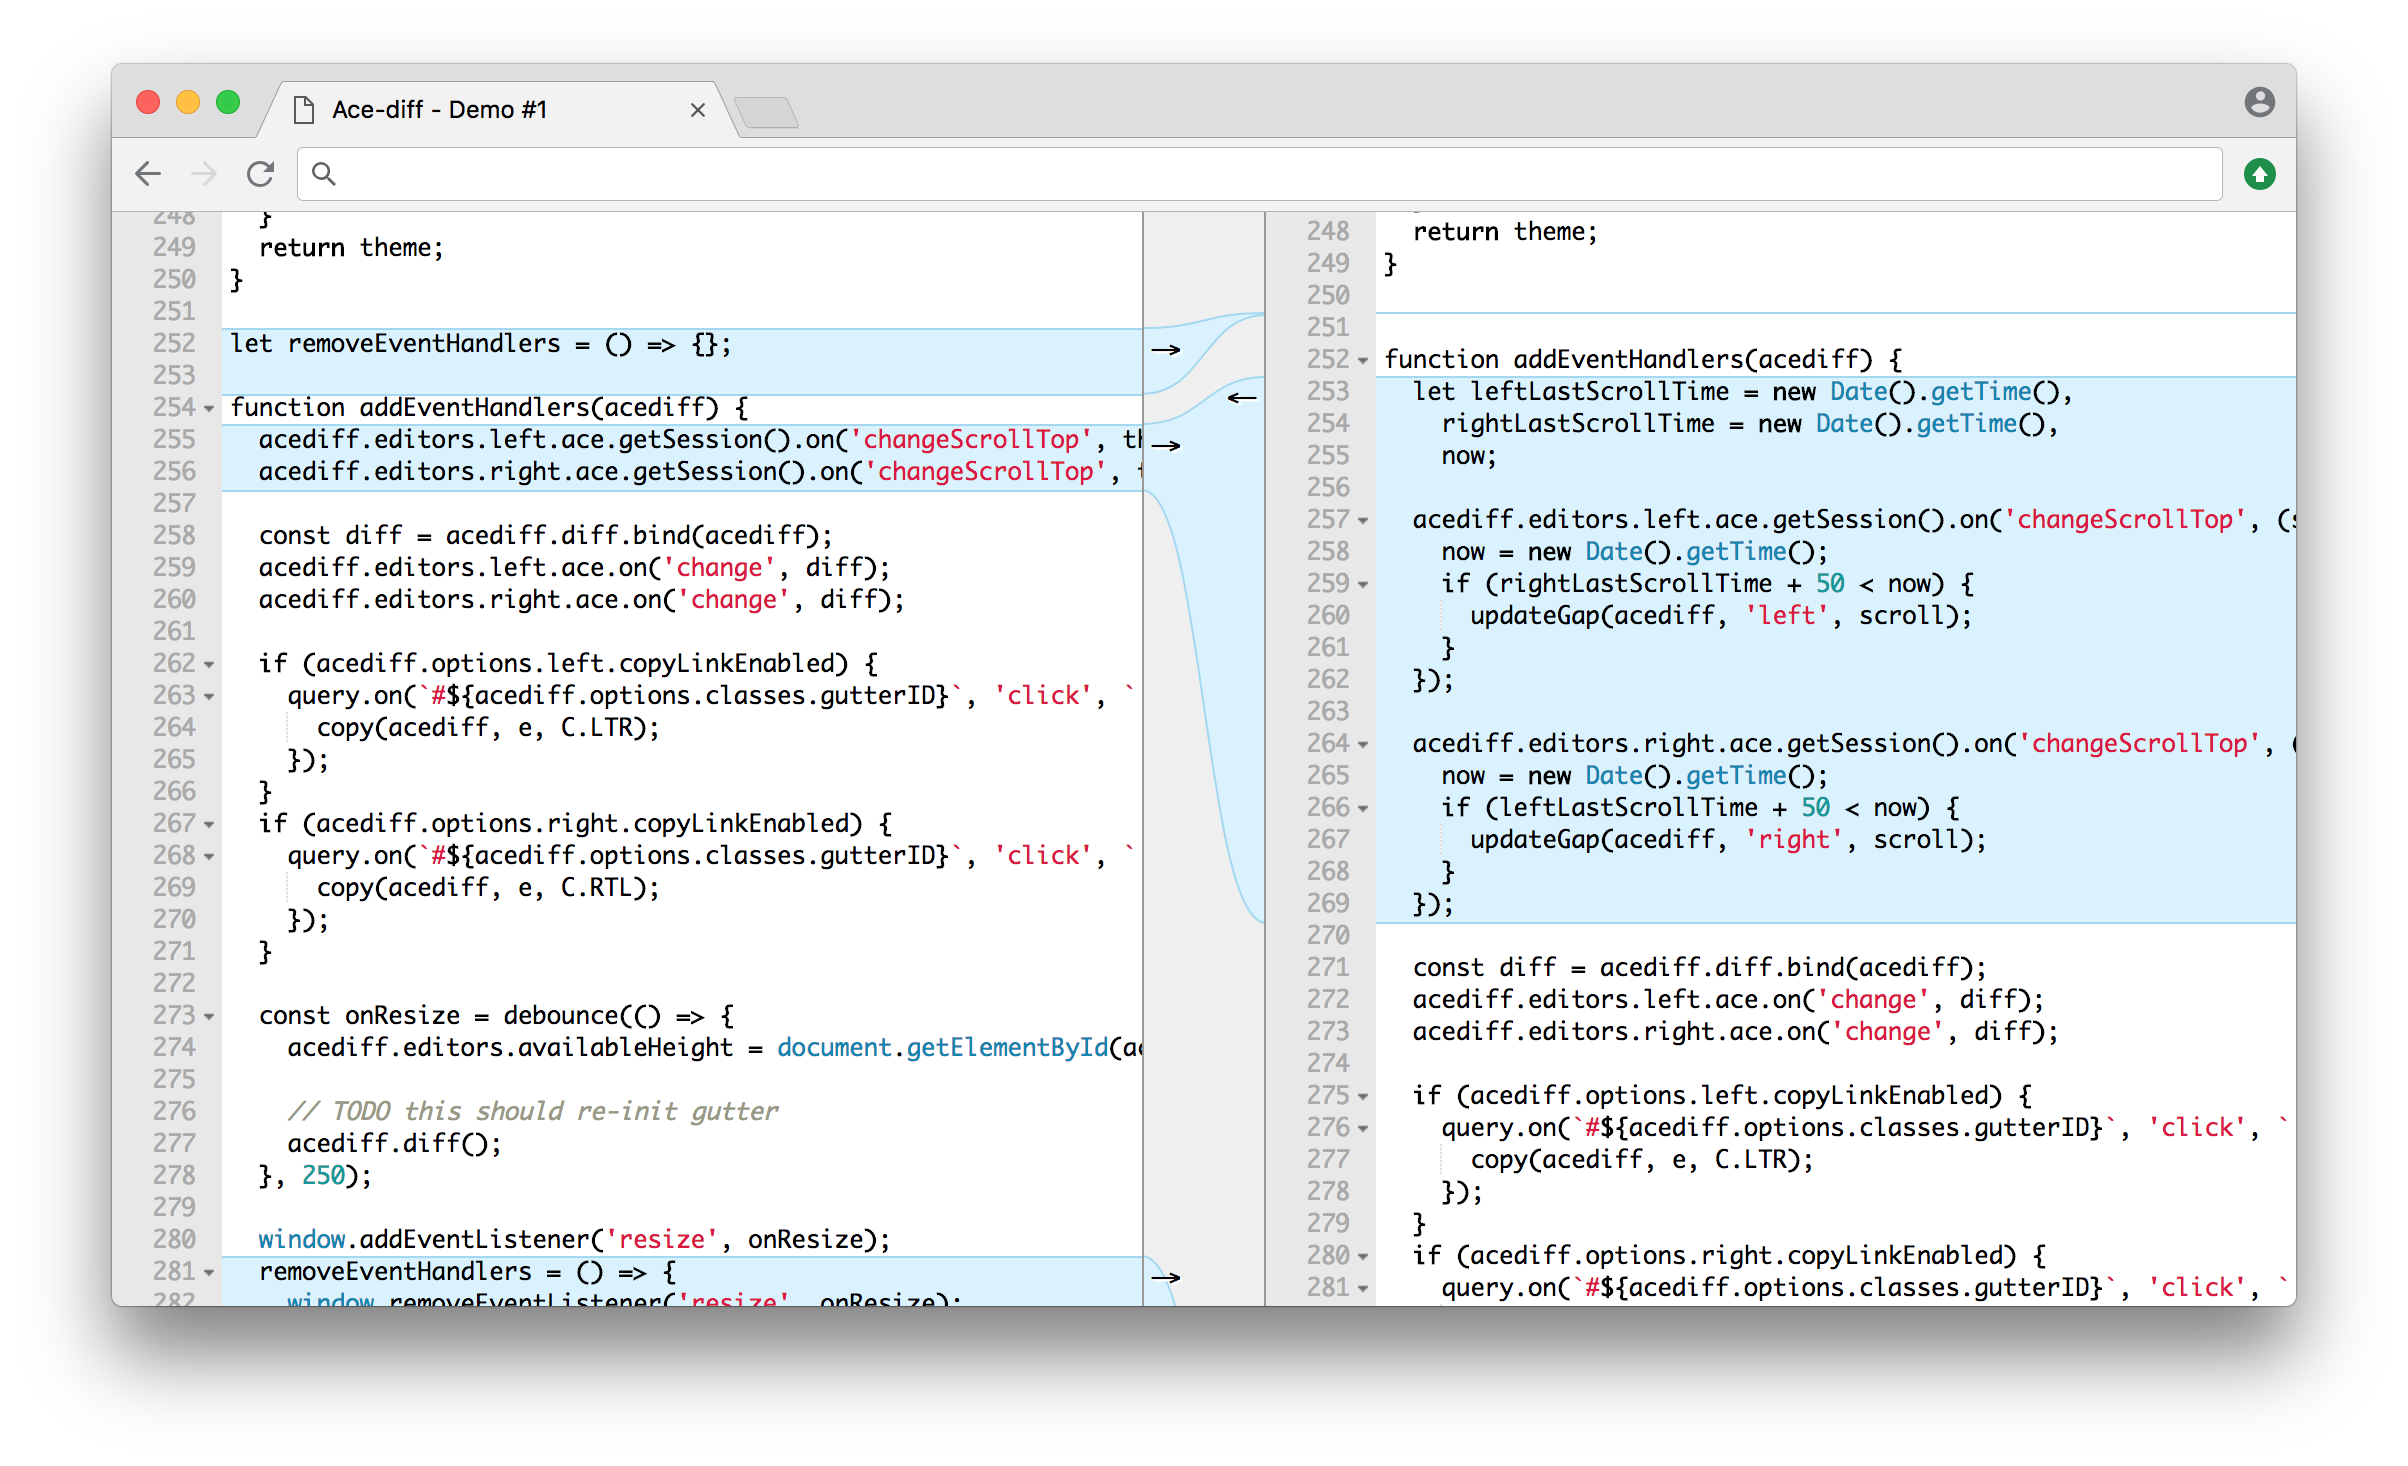 Ace-diff - Demo #1
248 }
249 return theme;
250 }
251
252 let removeEventHandlers = () => {};
253
254 function addEventHandlers(acediff) {
255 acediff.editors.left.ace.getSession().on('changeScrollTop',
256 acediff.editors.right.ace.getSession().on('changeScrollTop',
257
258 const diff = acediff.diff.bind(acediff);
259 acediff.editors.left.ace.on('change', diff);
260 acediff.editors.right.ace.on('change', diff);
261
262 if (acediff.options.left.copyLinkEnabled) {
263 query.on(`#${acediff.options.classes.gutterID}`, 'click', `
264 copy(acediff, e, C.LTR);
265 });
266 }
267 if (acediff.options.right.copyLinkEnabled) {
268 query.on(`#${acediff.options.classes.gutterID}`, 'click', `
269 copy(acediff, e, C.RTL);
270 });
271 }
272
273 const onResize = debounce(() => {
274 acediff.editors.availableHeight = document.getElementById(
275
276 // TODO this should re-init gutter
277 acediff.diff();
278 }, 250);
279
280 window.addEventListener('resize', onResize);
281 removeEventHandlers = () => {
282 window.removeEventListener('resize', onResize);
248 return theme;
249 }
250
251
252 function addEventHandlers(acediff) {
253 let leftLastScrollTime = new Date().getTime(),
254 rightLastScrollTime = new Date().getTime(),
255 now;
256
257 acediff.editors.left.ace.getSession().on('changeScrollTop', (
258 now = new Date().getTime();
259 if (rightLastScrollTime + 50 < now) {
260 updateGap(acediff, 'left', scroll);
261 }
262 });
263
264 acediff.editors.right.ace.getSession().on('changeScrollTop', (
265 now = new Date().getTime();
266 if (leftLastScrollTime + 50 < now) {
267 updateGap(acediff, 'right', scroll);
268 }
269 });
270
271 const diff = acediff.diff.bind(acediff);
272 acediff.editors.left.ace.on('change', diff);
273 acediff.editors.right.ace.on('change', diff);
274
275 if (acediff.options.left.copyLinkEnabled) {
276 query.on(`#${acediff.options.classes.gutterID}`, 'click', `
277 copy(acediff, e, C.LTR);
278 });
279 }
280 if (acediff.options.right.copyLinkEnabled) {
281 query.on(`#${acediff.options.classes.gutterID}`, 'click', `